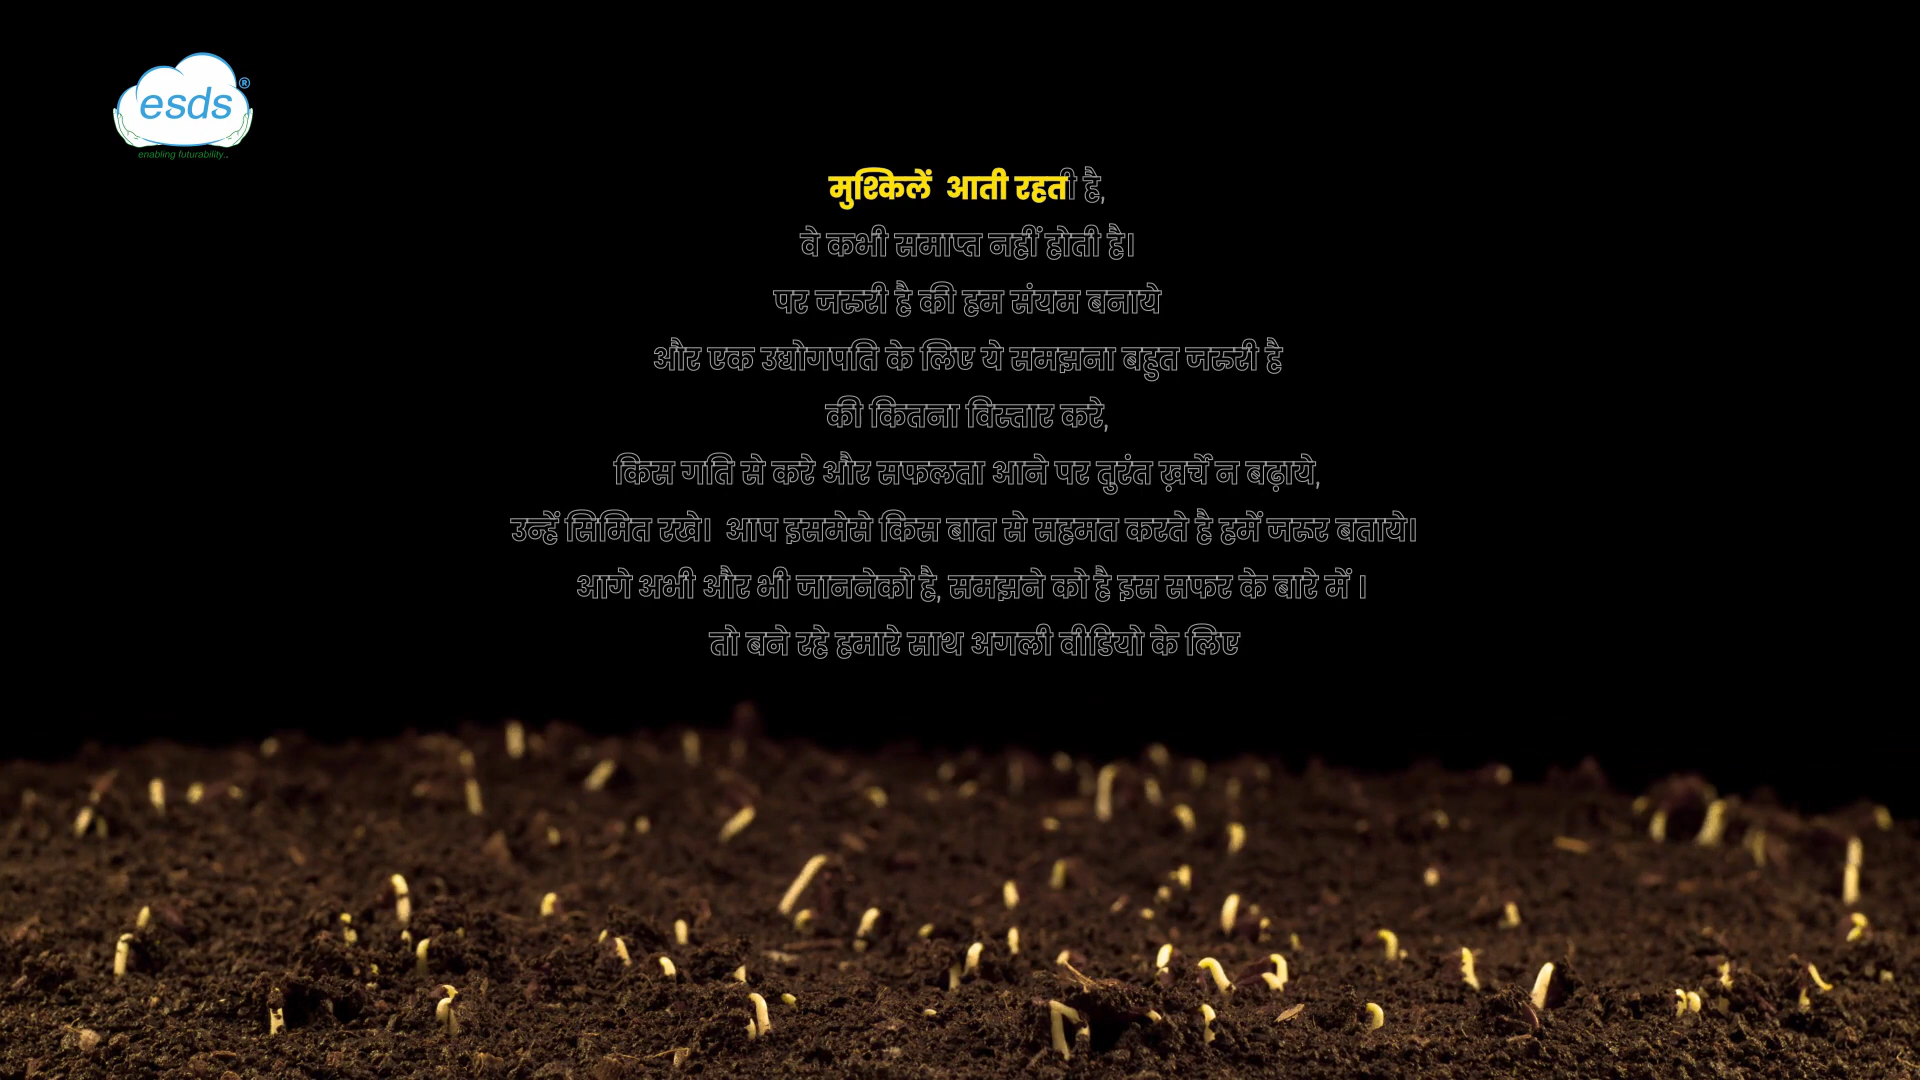 esds®
enabling futurability..
मुश्किलें आती रहती है,
वे कभी समाप्त नहीं होती है।
पर जरुरी है की हम संयम बनाये
और एक उद्योगपति के लिए ये समझना बहुत जरुरी है
की कितना विस्तार करे,
किस गति से करे और सफलता आने पर तुरंत ख़र्चे न बढ़ाये,
उन्हें सिमित रखे। आप इसमेसे किस बात से सहमत करते है हमें जरूर बताये।
आगे अभी और भी जाननेको है, समझने को है इस सफर के बारे में ।
तो बने रहे हमारे साथ अगली वीडियो के लिए